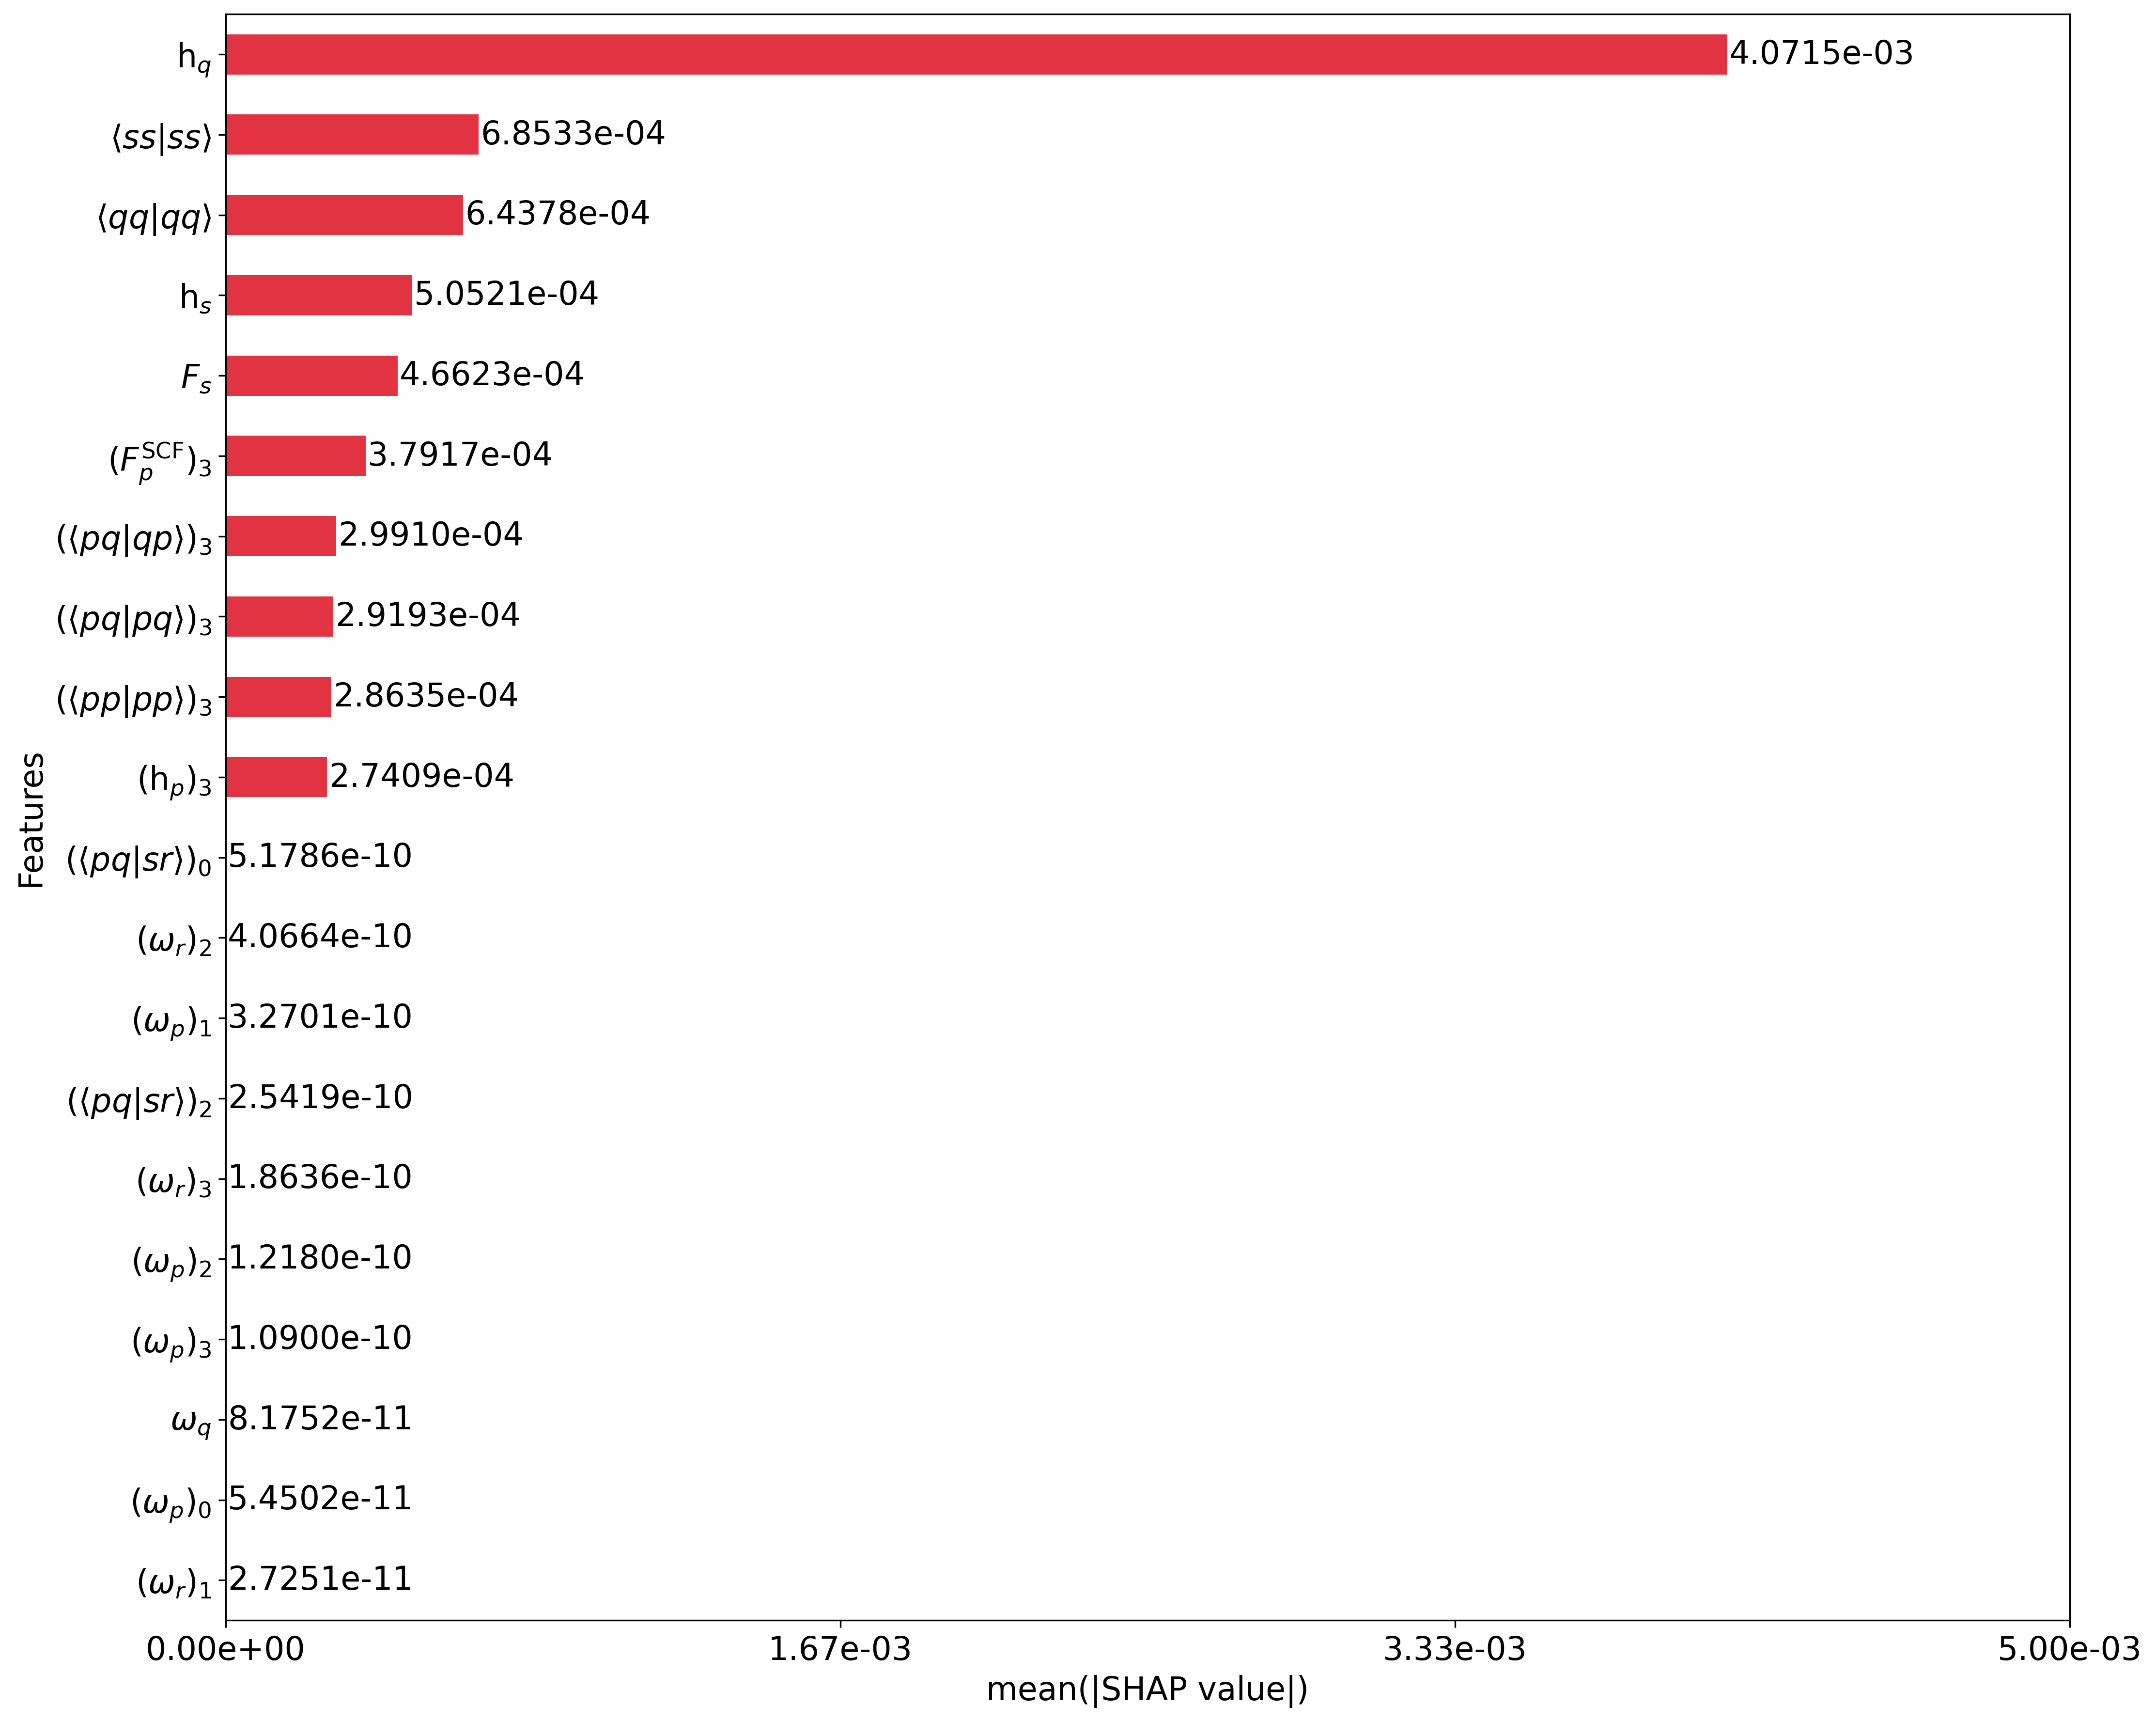 h_q 4.0715e-03
⟨ss|ss⟩ 6.8533e-04
⟨qq|qq⟩ 6.4378e-04
h_s 5.0521e-04
F_s 4.6623e-04
(F_p^SCF)_3 3.7917e-04
(⟨pq|qp⟩)_3 2.9910e-04
(⟨pq|pq⟩)_3 2.9193e-04
(⟨pp|pp⟩)_3 2.8635e-04
(h_p)_3 2.7409e-04
(⟨pq|sr⟩)_0 5.1786e-10
(ω_r)_2 4.0664e-10
(ω_p)_1 3.2701e-10
(⟨pq|sr⟩)_2 2.5419e-10
(ω_r)_3 1.8636e-10
(ω_p)_2 1.2180e-10
(ω_p)_3 1.0900e-10
ω_q 8.1752e-11
(ω_p)_0 5.4502e-11
(ω_r)_1 2.7251e-11
Features
0.00e+00 1.67e-03 3.33e-03 5.00e-03
mean(|SHAP value|)